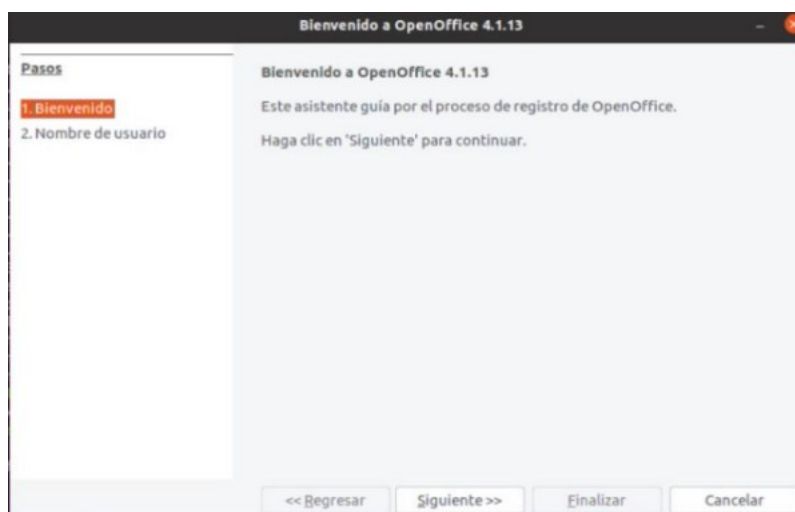 Bienvenido a OpenOffice 4.1.13
Pasos
1. Bienvenido
2. Nombre de usuario
Bienvenido a OpenOffice 4.1.13
Este asistente guía por el proceso de registro de OpenOffice.
Haga clic en 'Siguiente' para continuar.
<< Regresar
Siguiente >>
Finalizar
Cancelar